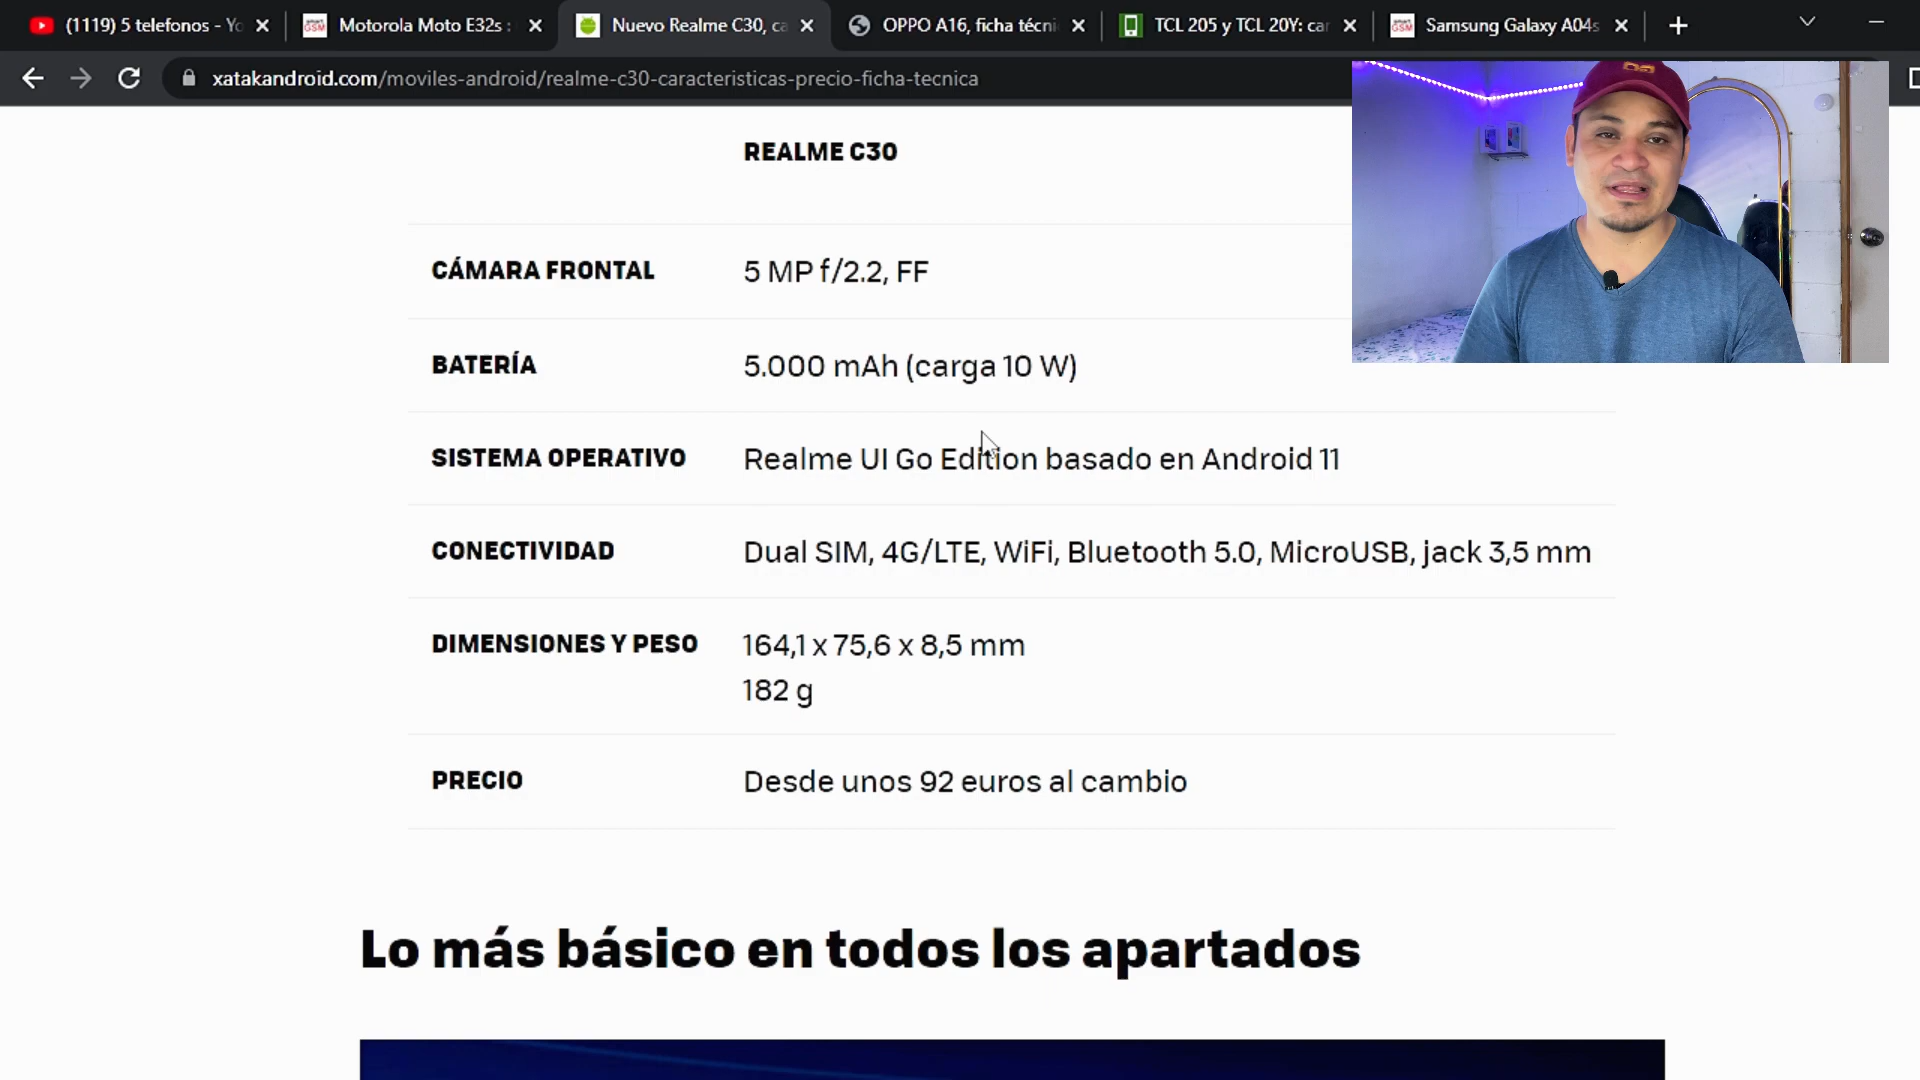 (1119) 5 telefonos - Yo
Motorola Moto E32s :
Nuevo Realme C30, ca
OPPO A16, ficha técni
TCL 205 y TCL 20Y: car
Samsung Galaxy A04s
xatakandroid.com/moviles-android/realme-c30-caracteristicas-precio-ficha-tecnica
REALME C30
CÁMARA FRONTAL 5 MP f/2.2, FF
BATERÍA 5.000 mAh (carga 10 W)
SISTEMA OPERATIVO Realme UI Go Edition basado en Android 11
CONECTIVIDAD Dual SIM, 4G/LTE, WiFi, Bluetooth 5.0, MicroUSB, jack 3,5 mm
DIMENSIONES Y PESO 164,1 x 75,6 x 8,5 mm
182 g
PRECIO Desde unos 92 euros al cambio
Lo más básico en todos los apartados